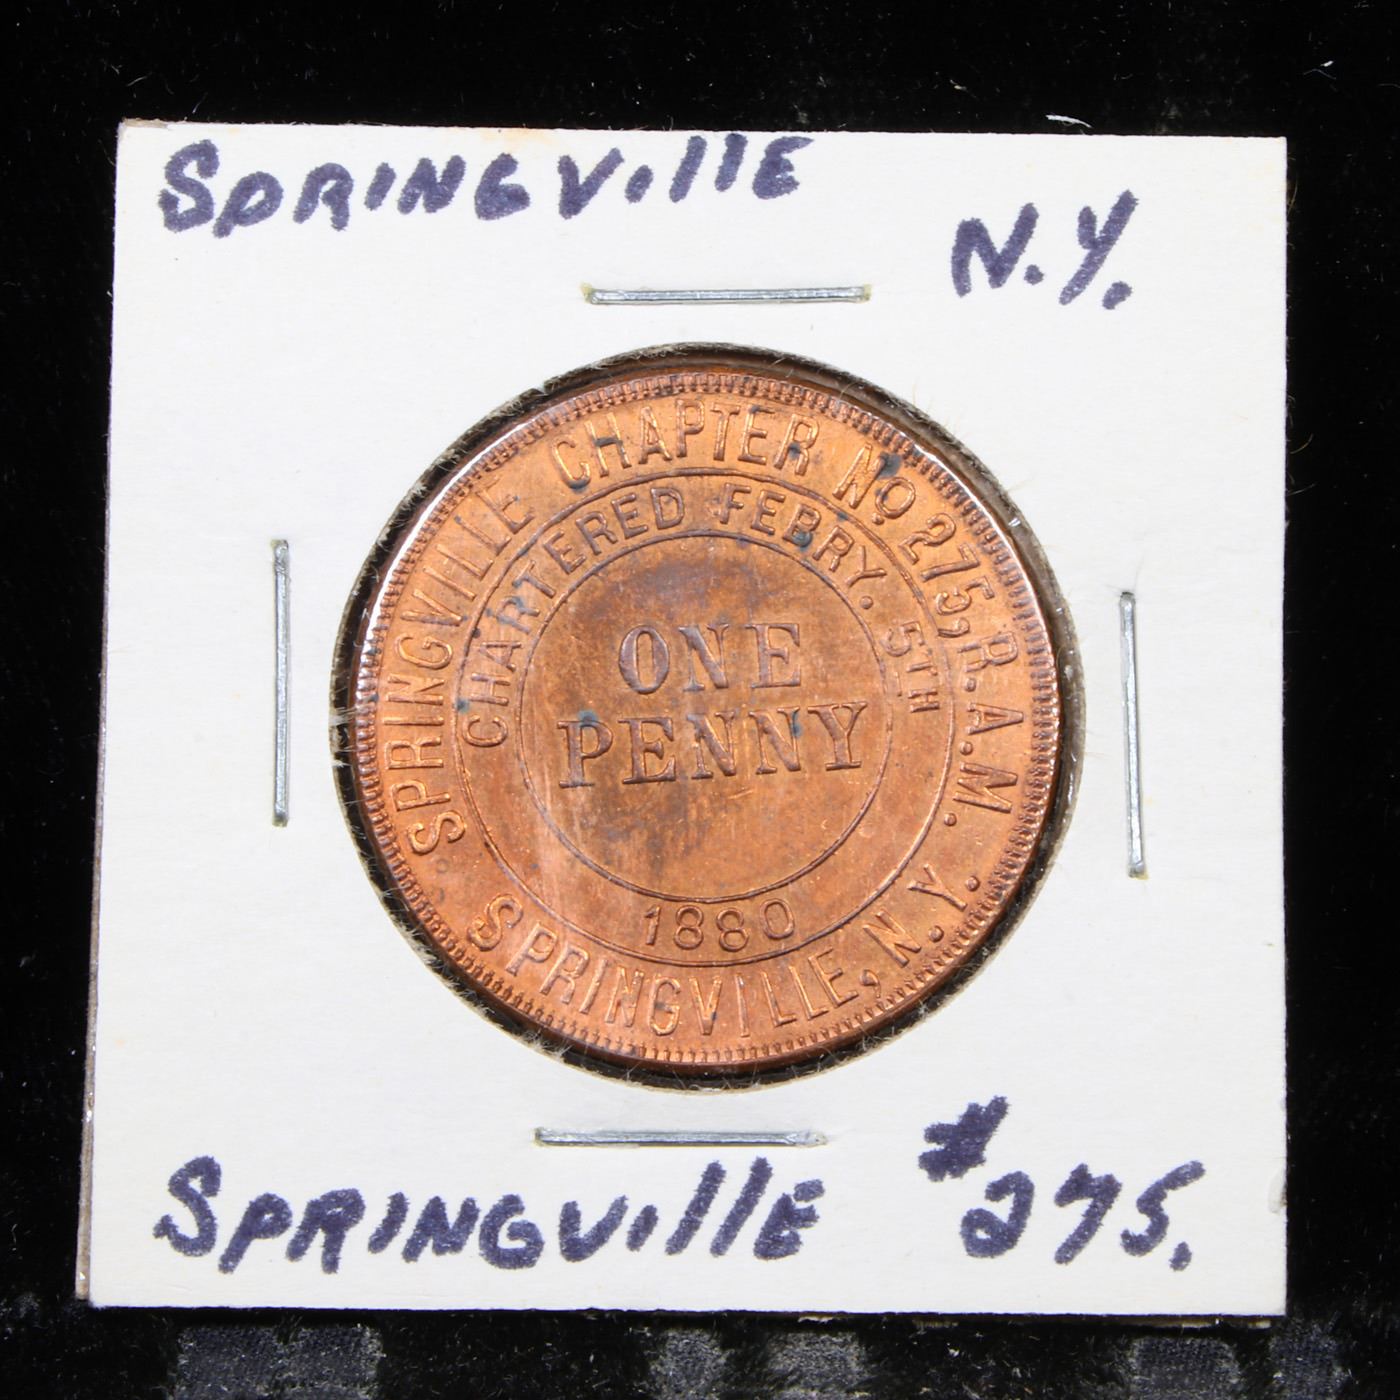 SPRINGVillE
N.Y.
SPRINGVILLE CHAPTER No 275, R.A.M.
CHARTERED FEBRY. 5TH
ONE
PENNY
1880
SPRINGVILLE, N.Y.
SPRINGVillE #275.